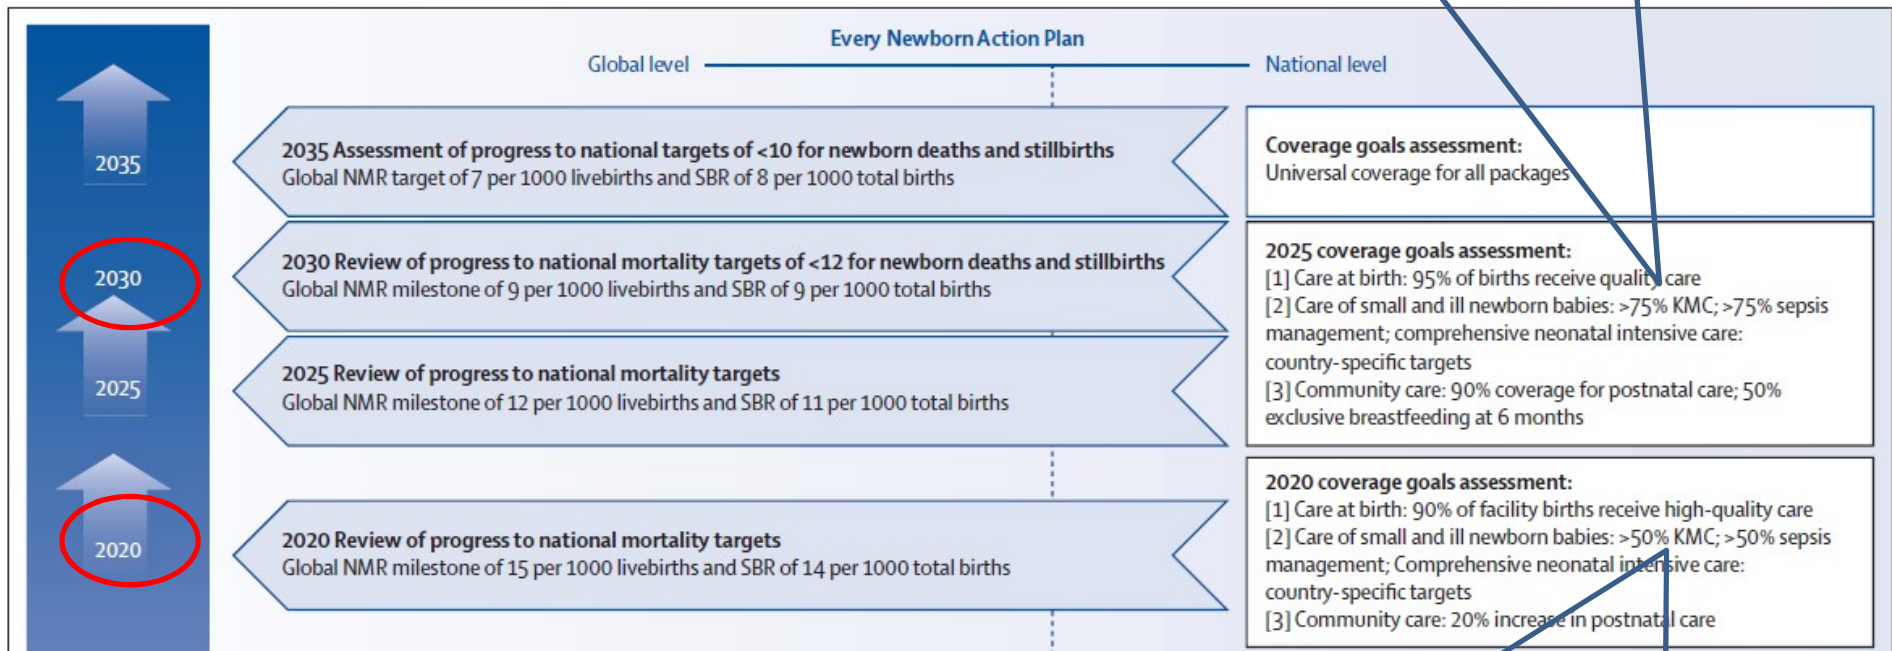 Every Newborn Action Plan
Global level
National level
2035
2035 Assessment of progress to national targets of <10 for newborn deaths and stillbirths
Global NMR target of 7 per 1000 livebirths and SBR of 8 per 1000 total births
Coverage goals assessment:
Universal coverage for all packages
2030
2030 Review of progress to national mortality targets of <12 for newborn deaths and stillbirths
Global NMR milestone of 9 per 1000 livebirths and SBR of 9 per 1000 total births
2025
2025 Review of progress to national mortality targets
Global NMR milestone of 12 per 1000 livebirths and SBR of 11 per 1000 total births
2025 coverage goals assessment:
[1] Care at birth: 95% of births receive quality care
[2] Care of small and ill newborn babies: >75% KMC; >75% sepsis
management; comprehensive neonatal intensive care:
country-specific targets
[3] Community care: 90% coverage for postnatal care; 50%
exclusive breastfeeding at 6 months
2020
2020 Review of progress to national mortality targets
Global NMR milestone of 15 per 1000 livebirths and SBR of 14 per 1000 total births
2020 coverage goals assessment:
[1] Care at birth: 90% of facility births receive high-quality care
[2] Care of small and ill newborn babies: >50% KMC; >50% sepsis
management; Comprehensive neonatal intensive care:
country-specific targets
[3] Community care: 20% increase in postnatal care